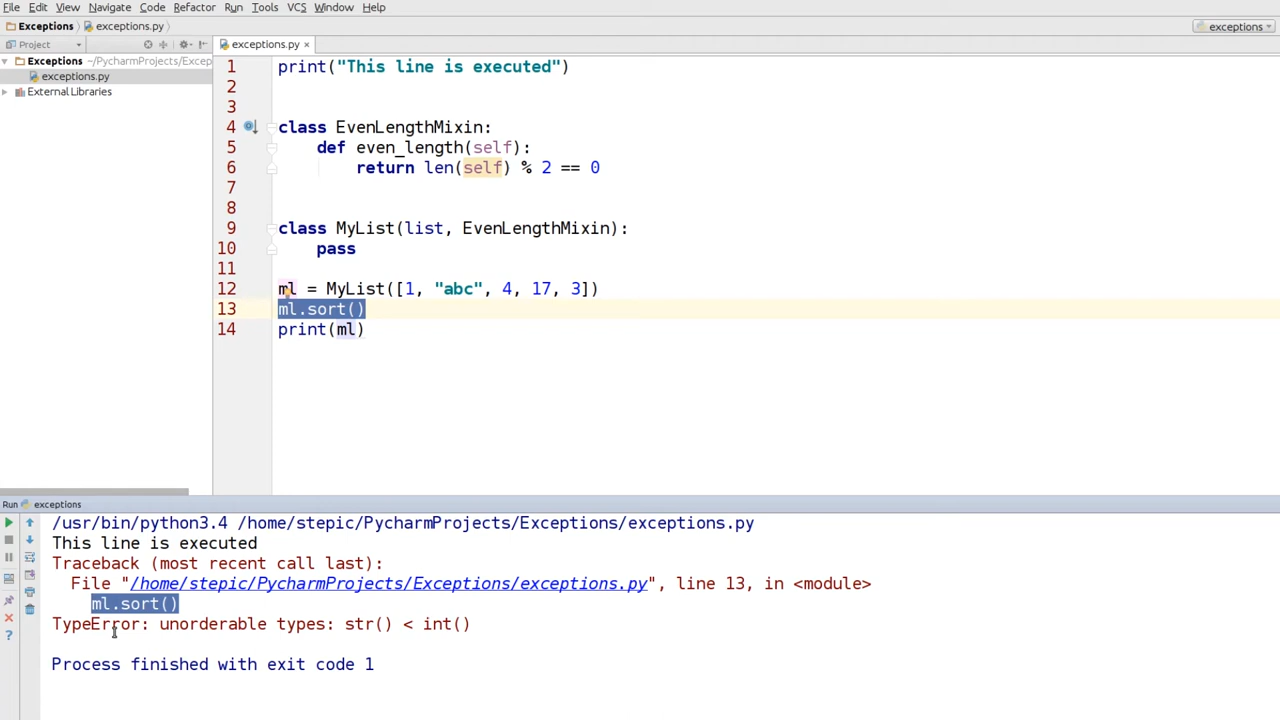 File Edit View Navigate Code Refactor Run Tools VCS Window Help
Exceptions exceptions.py exceptions
Project exceptions.py ×
Exceptions ~/PycharmProjects/Excep
exceptions.py
External Libraries
1 print("This line is executed")
2
3
4 class EvenLengthMixin:
5 def even_length(self):
6 return len(self) % 2 == 0
7
8
9 class MyList(list, EvenLengthMixin):
10 pass
11
12 ml = MyList([1, "abc", 4, 17, 3])
13 ml.sort()
14 print(ml)
Run exceptions
/usr/bin/python3.4 /home/stepic/PycharmProjects/Exceptions/exceptions.py
This line is executed
Traceback (most recent call last):
File "/home/stepic/PycharmProjects/Exceptions/exceptions.py", line 13, in <module>
ml.sort()
TypeError: unorderable types: str() < int()
Process finished with exit code 1